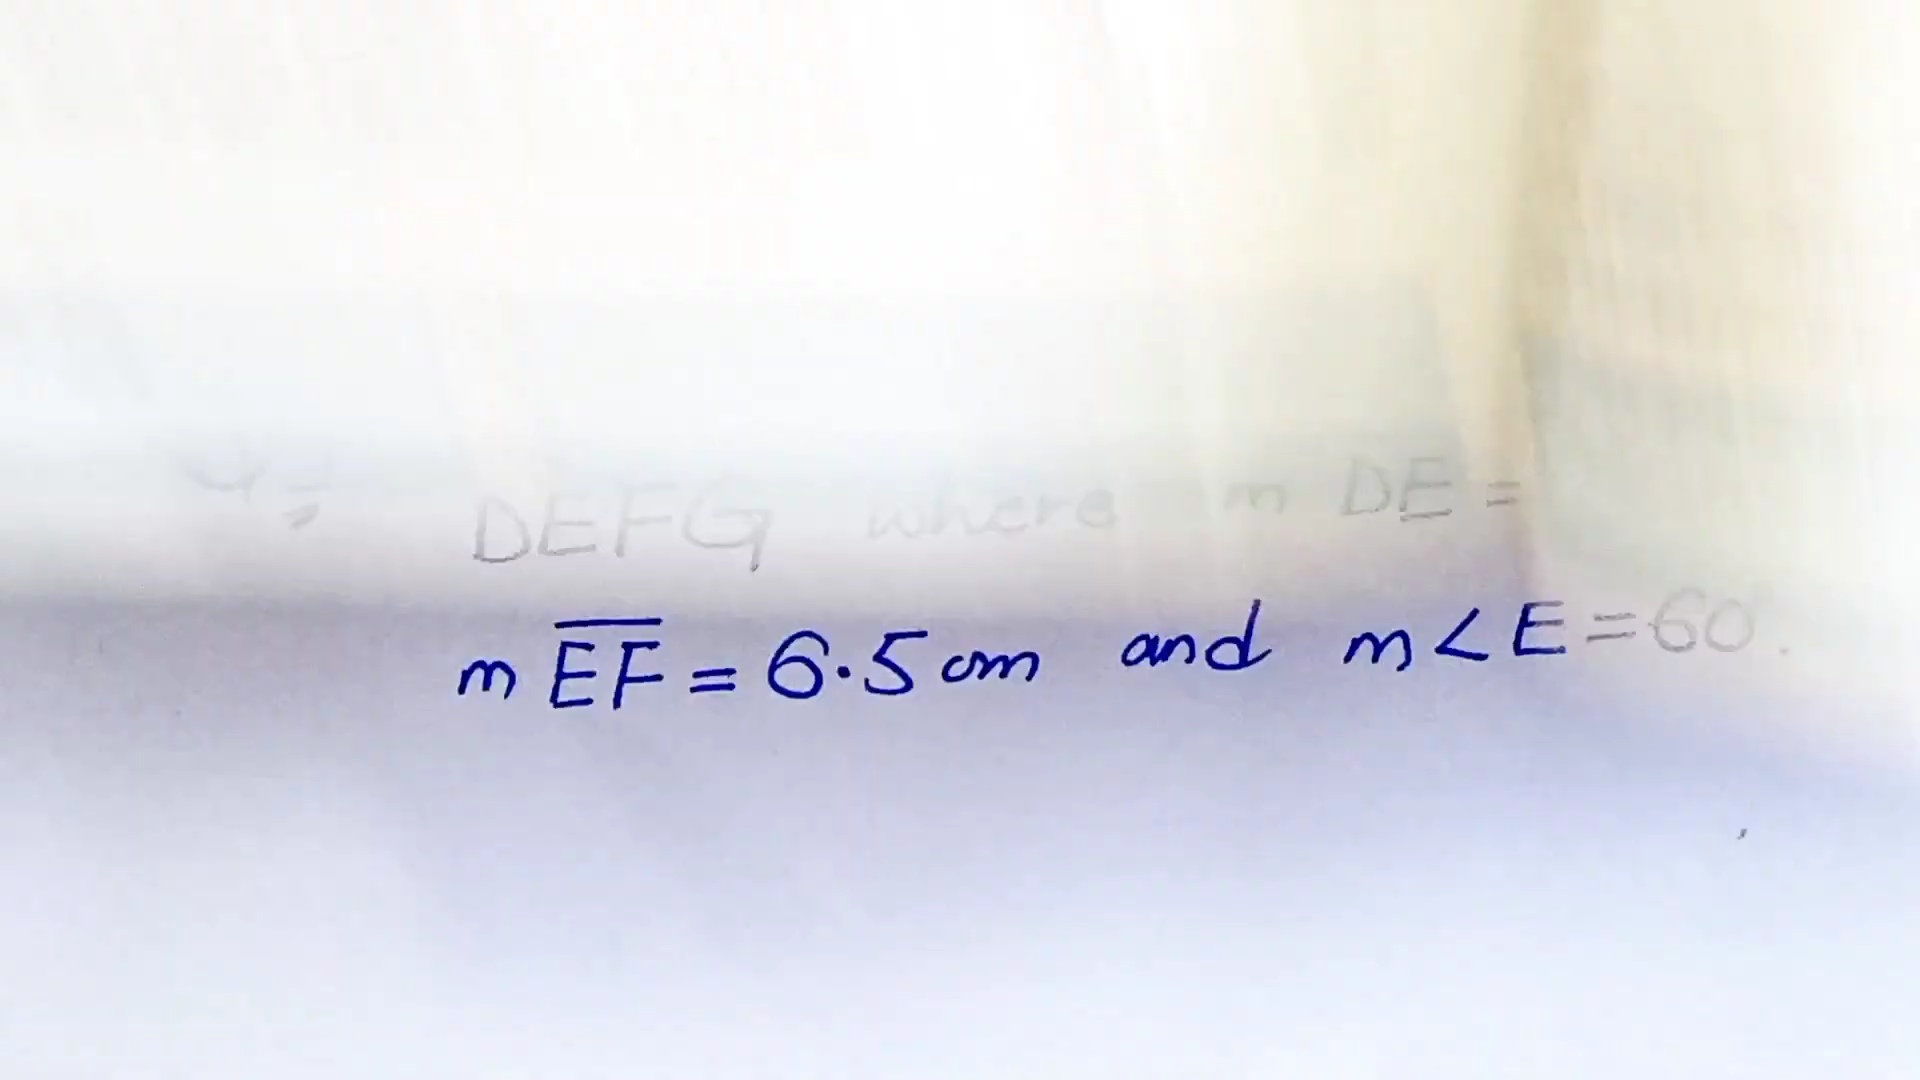 DEFG where m DE =
m EF = 6.5 cm and m < E = 60